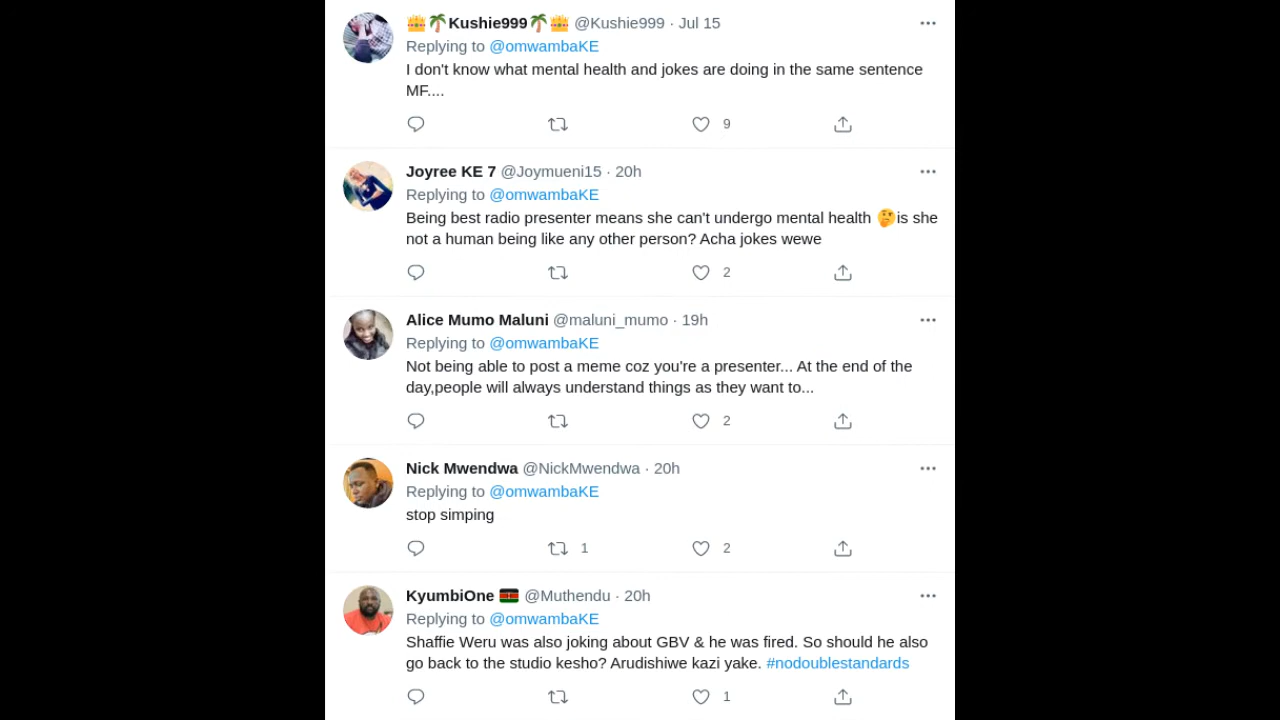 👑🌴Kushie999🌴👑 @Kushie999 · Jul 15
Replying to @omwambaKE
I don't know what mental health and jokes are doing in the same sentence
MF....
9
Joyree KE 7 @Joymueni15 · 20h
Replying to @omwambaKE
Being best radio presenter means she can't undergo mental health 🤔is she
not a human being like any other person? Acha jokes wewe
2
Alice Mumo Maluni @maluni_mumo · 19h
Replying to @omwambaKE
Not being able to post a meme coz you're a presenter... At the end of the
day,people will always understand things as they want to...
2
Nick Mwendwa @NickMwendwa · 20h
Replying to @omwambaKE
stop simping
1 2
KyumbiOne 🇰🇪 @Muthendu · 20h
Replying to @omwambaKE
Shaffie Weru was also joking about GBV & he was fired. So should he also
go back to the studio kesho? Arudishiwe kazi yake. #nodoublestandards
1